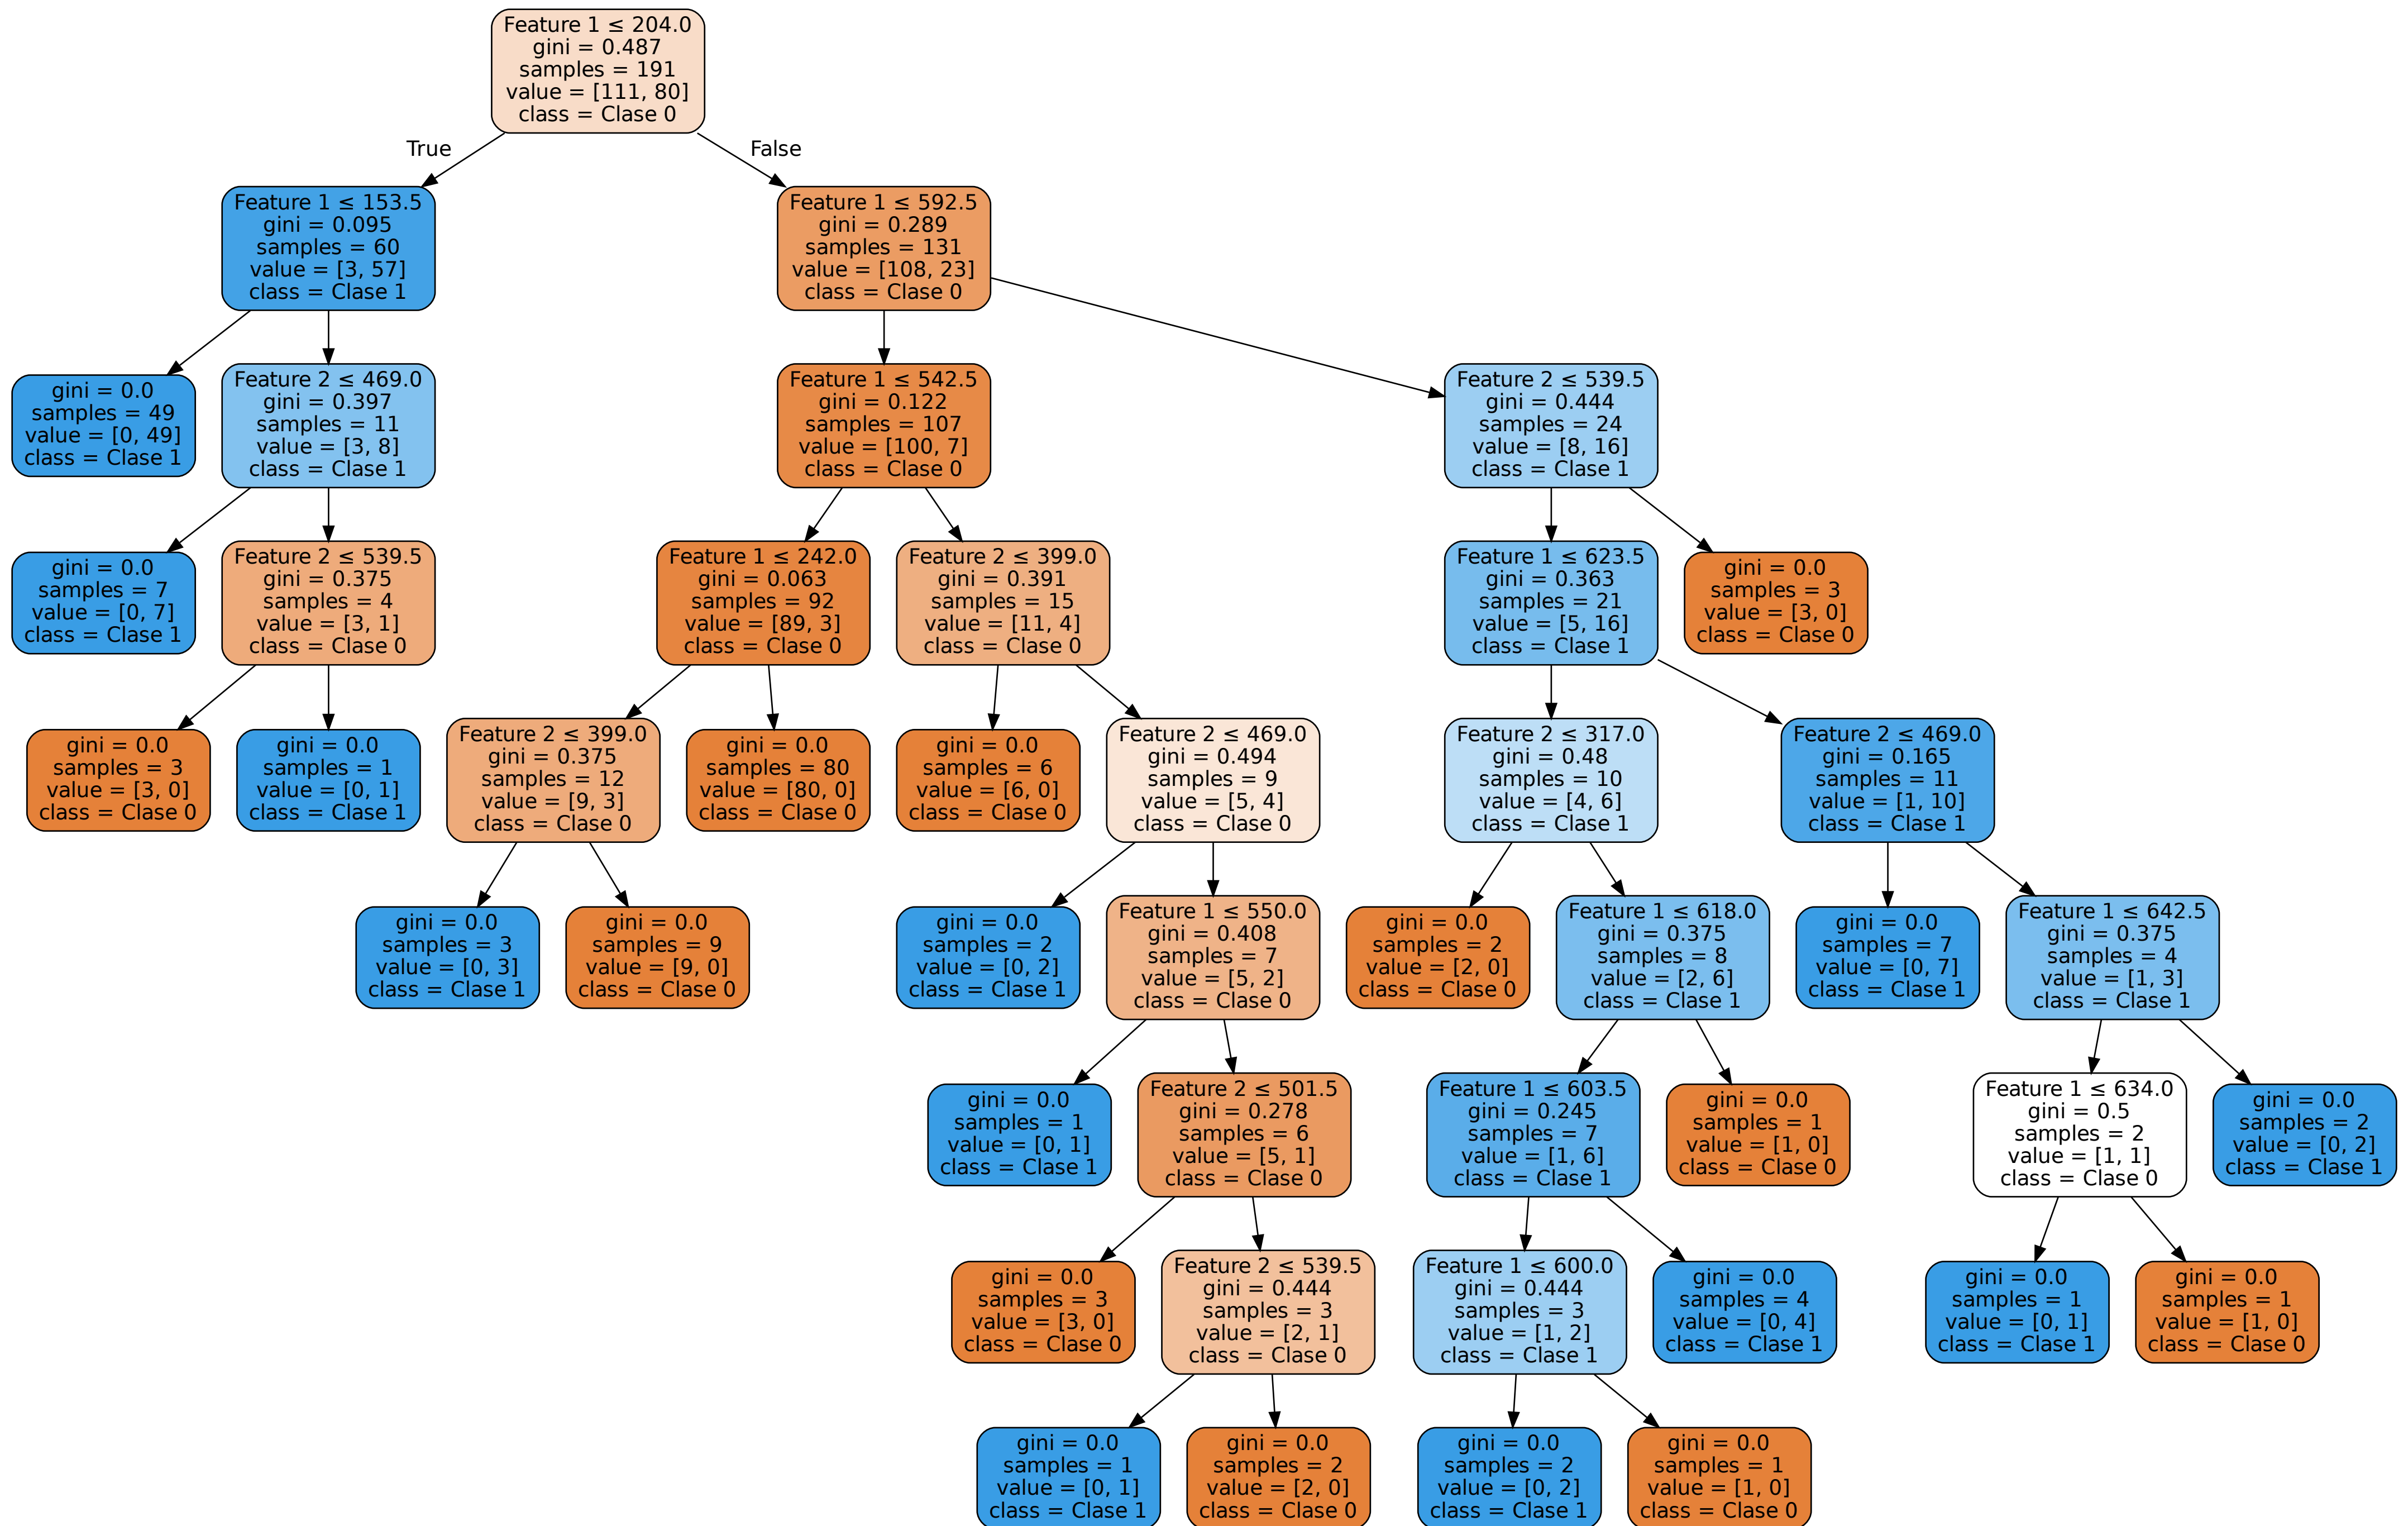 Feature 1 ≤ 204.0
gini = 0.487
samples = 191
value = [111, 80]
class = Clase 0
True
False
Feature 1 ≤ 153.5
gini = 0.095
samples = 60
value = [3, 57]
class = Clase 1
Feature 1 ≤ 592.5
gini = 0.289
samples = 131
value = [108, 23]
class = Clase 0
gini = 0.0
samples = 49
value = [0, 49]
class = Clase 1
Feature 2 ≤ 469.0
gini = 0.397
samples = 11
value = [3, 8]
class = Clase 1
Feature 1 ≤ 542.5
gini = 0.122
samples = 107
value = [100, 7]
class = Clase 0
Feature 2 ≤ 539.5
gini = 0.444
samples = 24
value = [8, 16]
class = Clase 1
gini = 0.0
samples = 7
value = [0, 7]
class = Clase 1
Feature 2 ≤ 539.5
gini = 0.375
samples = 4
value = [3, 1]
class = Clase 0
Feature 1 ≤ 242.0
gini = 0.063
samples = 92
value = [89, 3]
class = Clase 0
Feature 2 ≤ 399.0
gini = 0.391
samples = 15
value = [11, 4]
class = Clase 0
Feature 1 ≤ 623.5
gini = 0.363
samples = 21
value = [5, 16]
class = Clase 1
gini = 0.0
samples = 3
value = [3, 0]
class = Clase 0
gini = 0.0
samples = 3
value = [3, 0]
class = Clase 0
gini = 0.0
samples = 1
value = [0, 1]
class = Clase 1
Feature 2 ≤ 399.0
gini = 0.375
samples = 12
value = [9, 3]
class = Clase 0
gini = 0.0
samples = 80
value = [80, 0]
class = Clase 0
gini = 0.0
samples = 6
value = [6, 0]
class = Clase 0
Feature 2 ≤ 469.0
gini = 0.494
samples = 9
value = [5, 4]
class = Clase 0
Feature 2 ≤ 317.0
gini = 0.48
samples = 10
value = [4, 6]
class = Clase 1
Feature 2 ≤ 469.0
gini = 0.165
samples = 11
value = [1, 10]
class = Clase 1
gini = 0.0
samples = 3
value = [0, 3]
class = Clase 1
gini = 0.0
samples = 9
value = [9, 0]
class = Clase 0
gini = 0.0
samples = 2
value = [0, 2]
class = Clase 1
Feature 1 ≤ 550.0
gini = 0.408
samples = 7
value = [5, 2]
class = Clase 0
gini = 0.0
samples = 2
value = [2, 0]
class = Clase 0
Feature 1 ≤ 618.0
gini = 0.375
samples = 8
value = [2, 6]
class = Clase 1
gini = 0.0
samples = 7
value = [0, 7]
class = Clase 1
Feature 1 ≤ 642.5
gini = 0.375
samples = 4
value = [1, 3]
class = Clase 1
gini = 0.0
samples = 1
value = [0, 1]
class = Clase 1
Feature 2 ≤ 501.5
gini = 0.278
samples = 6
value = [5, 1]
class = Clase 0
Feature 1 ≤ 603.5
gini = 0.245
samples = 7
value = [1, 6]
class = Clase 1
gini = 0.0
samples = 1
value = [1, 0]
class = Clase 0
Feature 1 ≤ 634.0
gini = 0.5
samples = 2
value = [1, 1]
class = Clase 0
gini = 0.0
samples = 2
value = [0, 2]
class = Clase 1
gini = 0.0
samples = 3
value = [3, 0]
class = Clase 0
Feature 2 ≤ 539.5
gini = 0.444
samples = 3
value = [2, 1]
class = Clase 0
Feature 1 ≤ 600.0
gini = 0.444
samples = 3
value = [1, 2]
class = Clase 1
gini = 0.0
samples = 4
value = [0, 4]
class = Clase 1
gini = 0.0
samples = 1
value = [0, 1]
class = Clase 1
gini = 0.0
samples = 1
value = [1, 0]
class = Clase 0
gini = 0.0
samples = 1
value = [0, 1]
class = Clase 1
gini = 0.0
samples = 2
value = [2, 0]
class = Clase 0
gini = 0.0
samples = 2
value = [0, 2]
class = Clase 1
gini = 0.0
samples = 1
value = [1, 0]
class = Clase 0